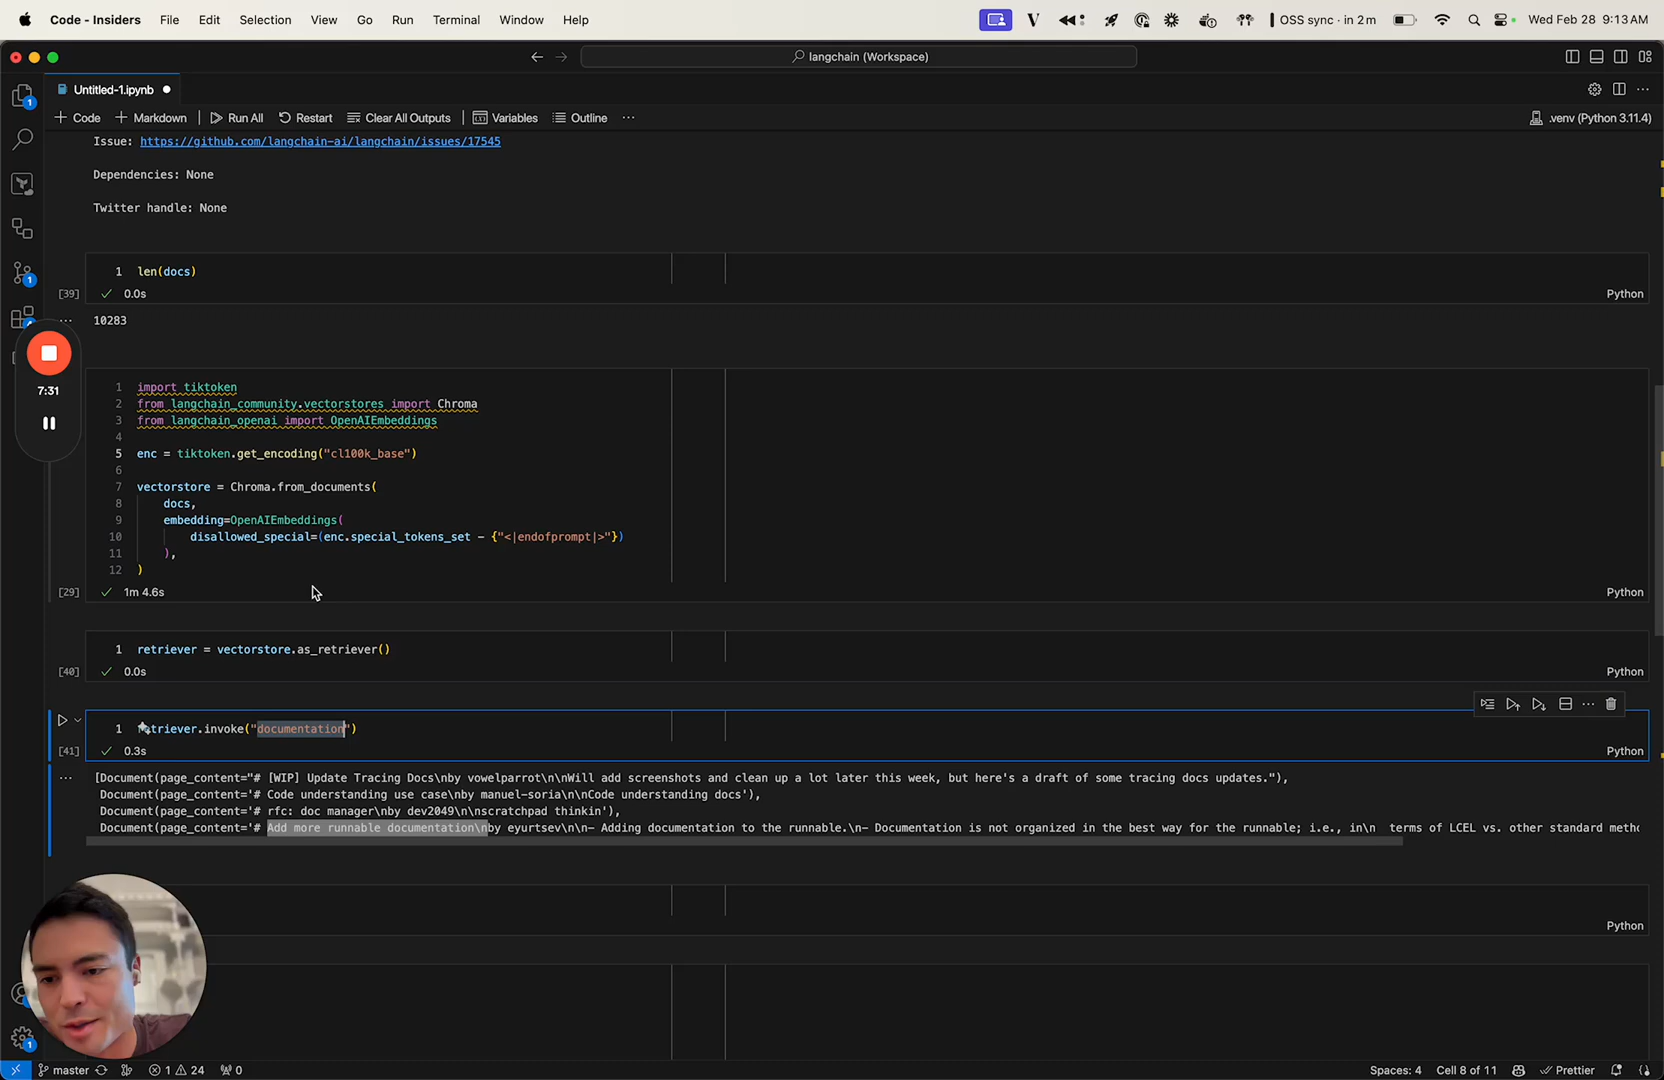 Code - Insiders File Edit Selection View Go Run Terminal Window Help
OSS sync · in 2m Wed Feb 28 9:13 AM
langchain (Workspace)
Untitled-1.ipynb
+ Code + Markdown Run All Restart Clear All Outputs Variables Outline ··· .venv (Python 3.11.4)
Issue: https://github.com/langchain-ai/langchain/issues/17545
Dependencies: None
Twitter handle: None
1 len(docs)
[39] 0.0s Python
10283
7:31
1 import tiktoken
2 from langchain_community.vectorstores import Chroma
3 from langchain_openai import OpenAIEmbeddings
4
5 enc = tiktoken.get_encoding("cl100k_base")
6
7 vectorstore = Chroma.from_documents(
8 docs,
9 embedding=OpenAIEmbeddings(
10 disallowed_special=(enc.special_tokens_set - {"<|endofprompt|>"})
11 ),
12 )
[29] 1m 4.6s Python
1 retriever = vectorstore.as_retriever()
[40] 0.0s Python
1 triever.invoke("documentation")
[41] 0.3s Python
[Document(page_content="# [WIP] Update Tracing Docs\nby vowelparrot\n\nWill add screenshots and clean up a lot later this week, but here's a draft of some tracing docs updates."),
Document(page_content='# Code understanding use case\nby manuel-soria\n\nCode understanding docs'),
Document(page_content='# rfc: doc manager\nby dev2049\n\nscratchpad thinkin'),
Document(page_content='# Add more runnable documentation\nby eyurtsev\n\n- Adding documentation to the runnable.\n- Documentation is not organized in the best way for the runnable; i.e., in\n  terms of LCEL vs. other standard metho
Python
master 1 24 0 Spaces: 4 Cell 8 of 11 Prettier